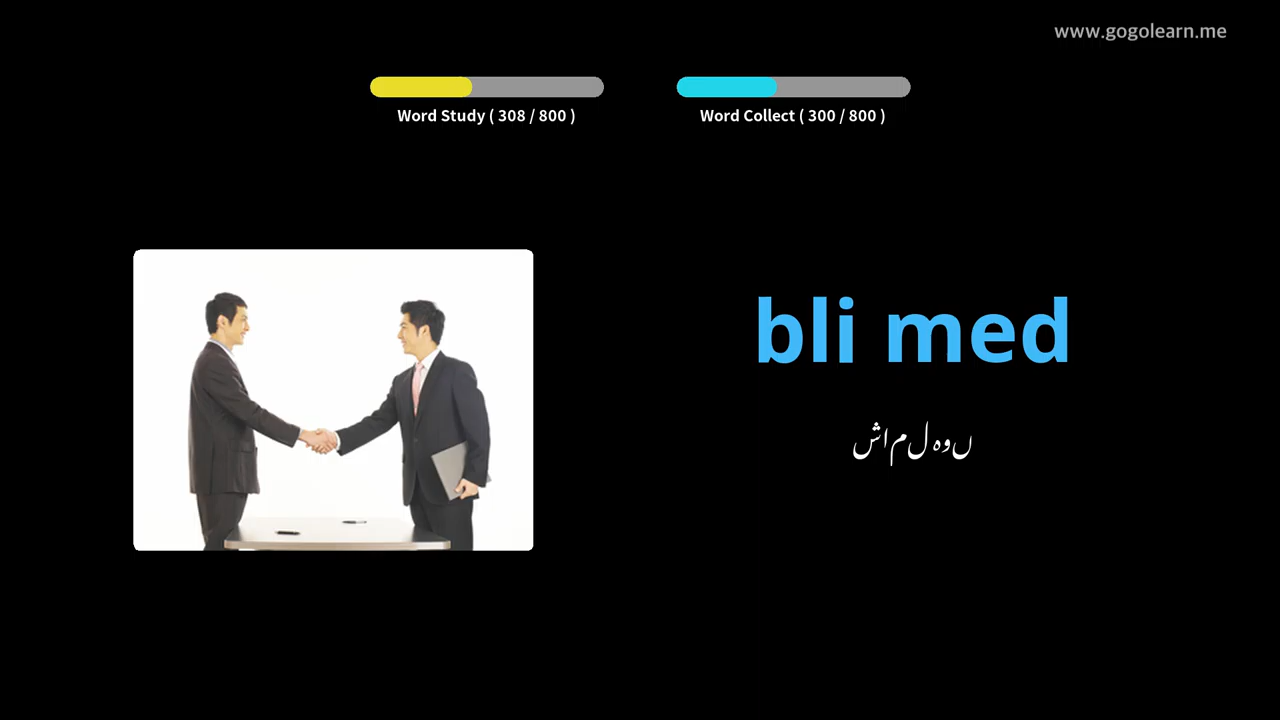 www.gogolearn.me
Word Study ( 308 / 800 )
Word Collect ( 300 / 800 )
bli med
شامل ہوں